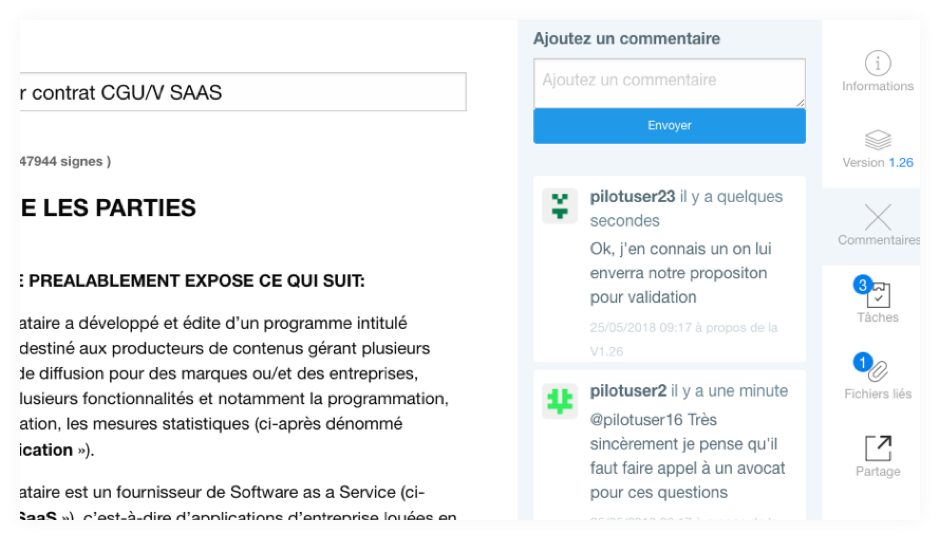 r contrat CGU/V SAAS
47944 signes )
E LES PARTIES
E PREALABLEMENT EXPOSE CE QUI SUIT:
ataire a développé et édite d'un programme intitulé
destiné aux producteurs de contenus gérant plusieurs
de diffusion pour des marques ou/et des entreprises,
lusieurs fonctionnalités et notamment la programmation,
ation, les mesures statistiques (ci-après dénommé
ication »).
ataire est un fournisseur de Software as a Service (ci-
SaaS »), c'est-à-dire d'applications d'entreprise louées en
Ajoutez un commentaire
Ajoutez un commentaire
Envoyer
pilotuser23 il y a quelques
secondes
Ok, j'en connais un on lui
enverra notre propositon
pour validation
25/05/2018 09:17 à propos de la
V1.26
pilotuser2 il y a une minute
@pilotuser16 Très
sincèrement je pense qu'il
faut faire appel à un avocat
pour ces questions
Informations
Version 1.26
Commentaires
3
Tâches
1
Fichiers liés
Partage